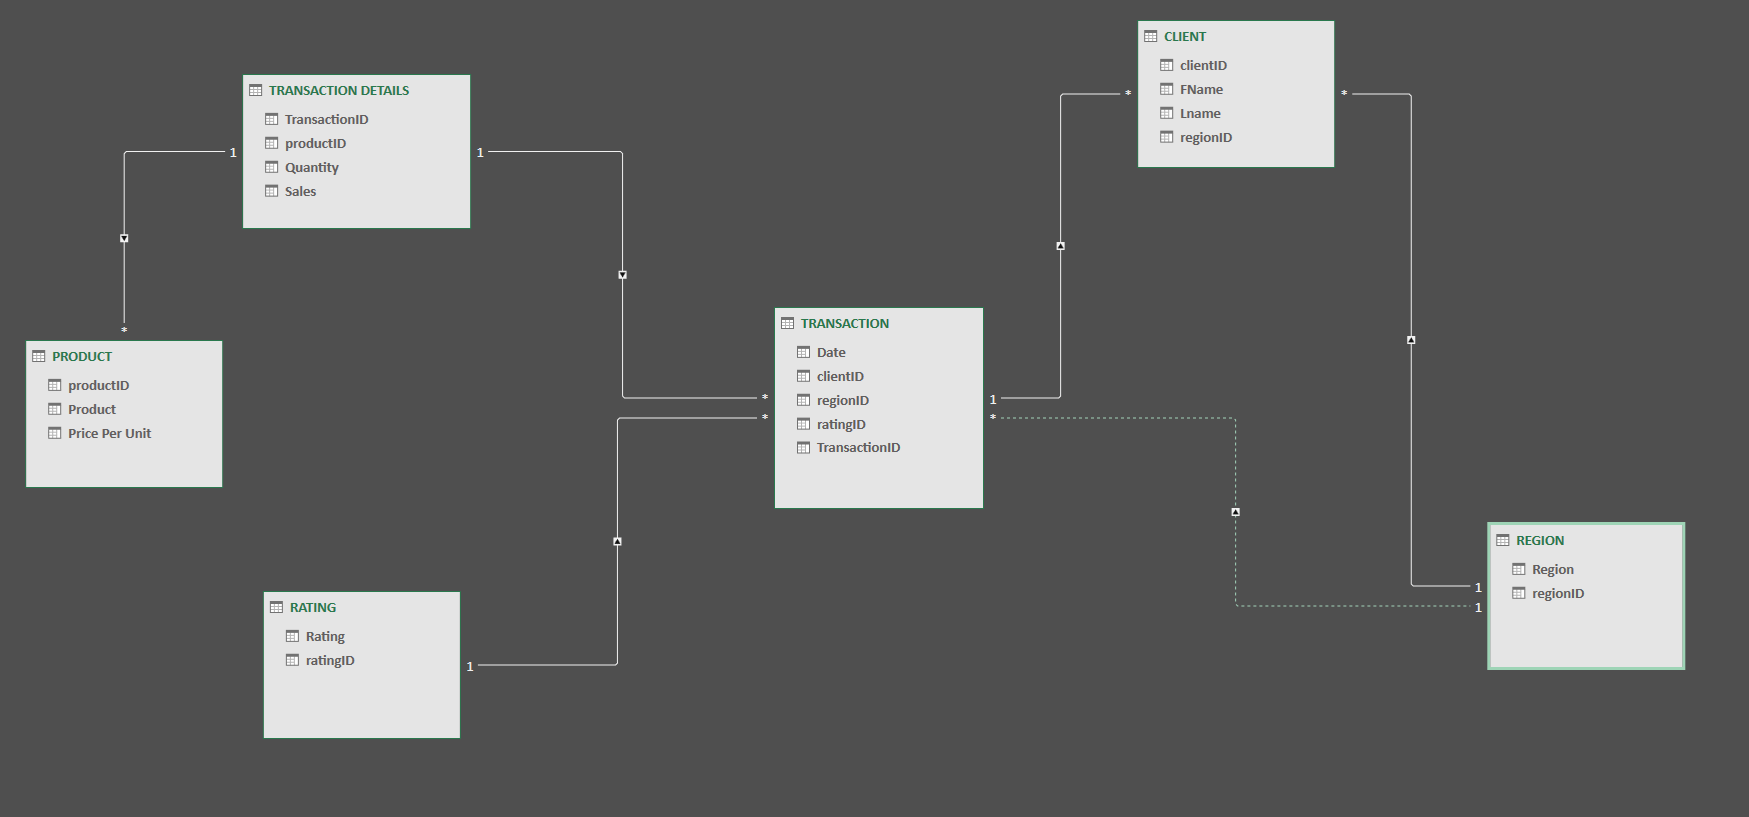 TRANSACTION DETAILS
TransactionID
productID
Quantity
Sales
1
1
*
PRODUCT
productID
Product
Price Per Unit
RATING
Rating
ratingID
1
*
*
TRANSACTION
Date
clientID
regionID
ratingID
TransactionID
1
*
CLIENT
clientID
FName
Lname
regionID
*
*
REGION
Region
regionID
1
1